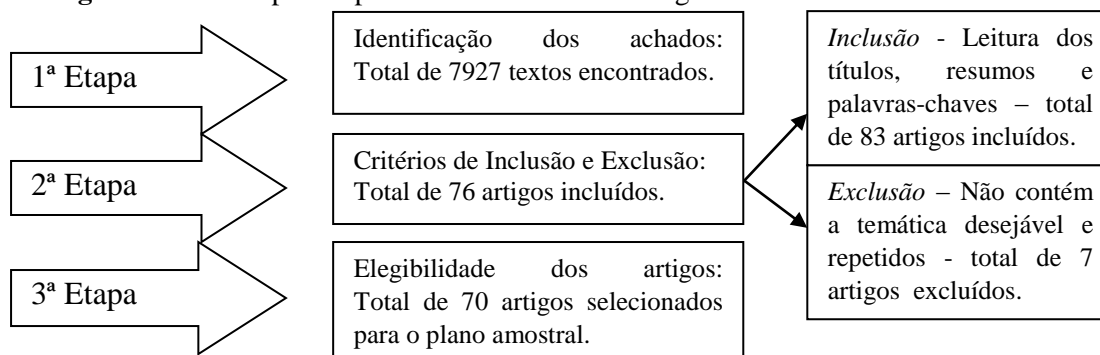 1ª Etapa
Identificação dos achados:
Total de 7927 textos encontrados.
2ª Etapa
Critérios de Inclusão e Exclusão:
Total de 76 artigos incluídos.
Inclusão - Leitura dos
títulos, resumos e
palavras-chaves – total
de 83 artigos incluídos.
Exclusão – Não contém
a temática desejável e
repetidos - total de 7
artigos excluídos.
3ª Etapa
Elegibilidade dos artigos:
Total de 70 artigos selecionados
para o plano amostral.